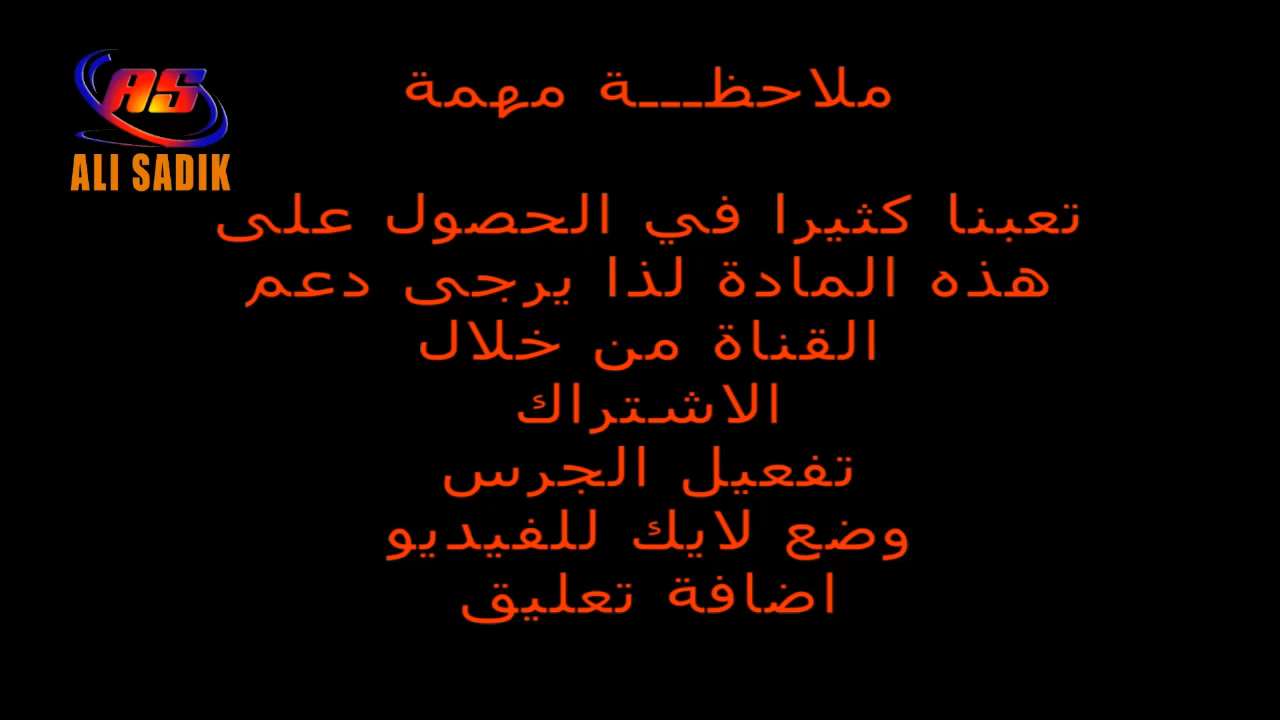 AS
ALI SADIK
ملاحظـــة مهمة
تعبنا كثيرا في الحصول على
هذه المادة لذا يرجى دعم
القناة من خلال
الاشتراك
تفعيل الجرس
وضع لايك للفيديو
اضافة تعليق